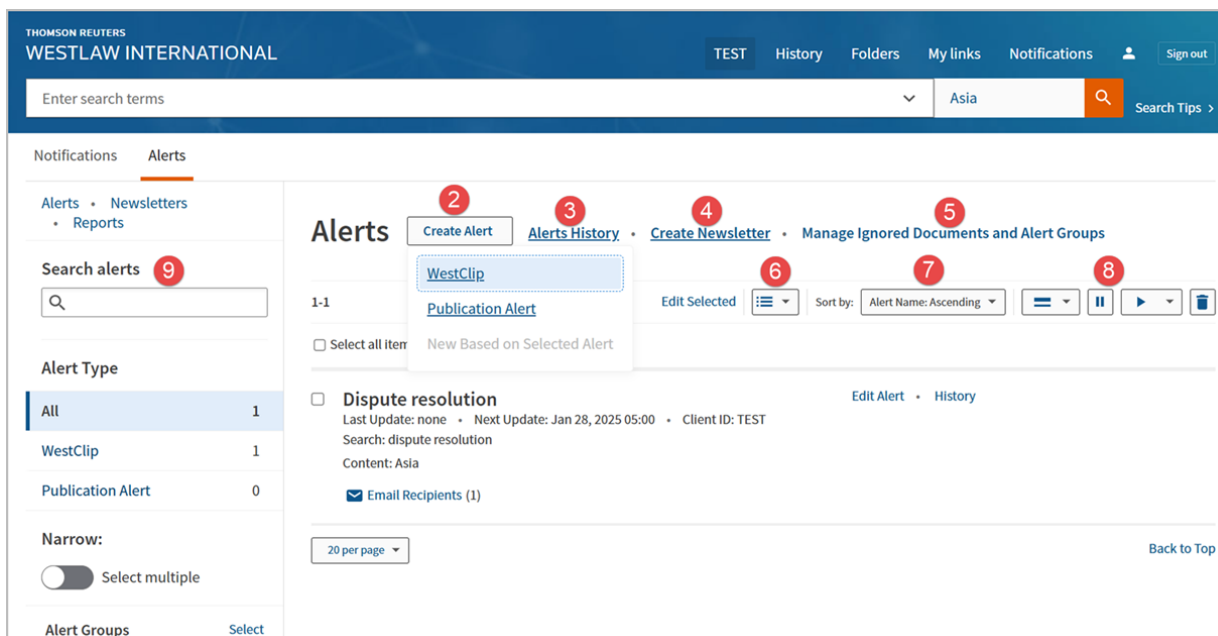 THOMSON REUTERS
WESTLAW INTERNATIONAL
TEST History Folders My links Notifications Sign out
Enter search terms Asia Search Tips >
Notifications Alerts
Alerts • Newsletters
• Reports
2 3 4 5
Alerts Create Alert Alerts History • Create Newsletter • Manage Ignored Documents and Alert Groups
Search alerts 9
WestClip 6 7 8
1-1 Publication Alert Edit Selected Sort by: Alert Name: Ascending
Select all item New Based on Selected Alert
Alert Type
All 1
WestClip 1
Publication Alert 0
Dispute resolution Edit Alert • History
Last Update: none • Next Update: Jan 28, 2025 05:00 • Client ID: TEST
Search: dispute resolution
Content: Asia
Email Recipients (1)
Narrow:
Select multiple
20 per page Back to Top
Alert Groups Select